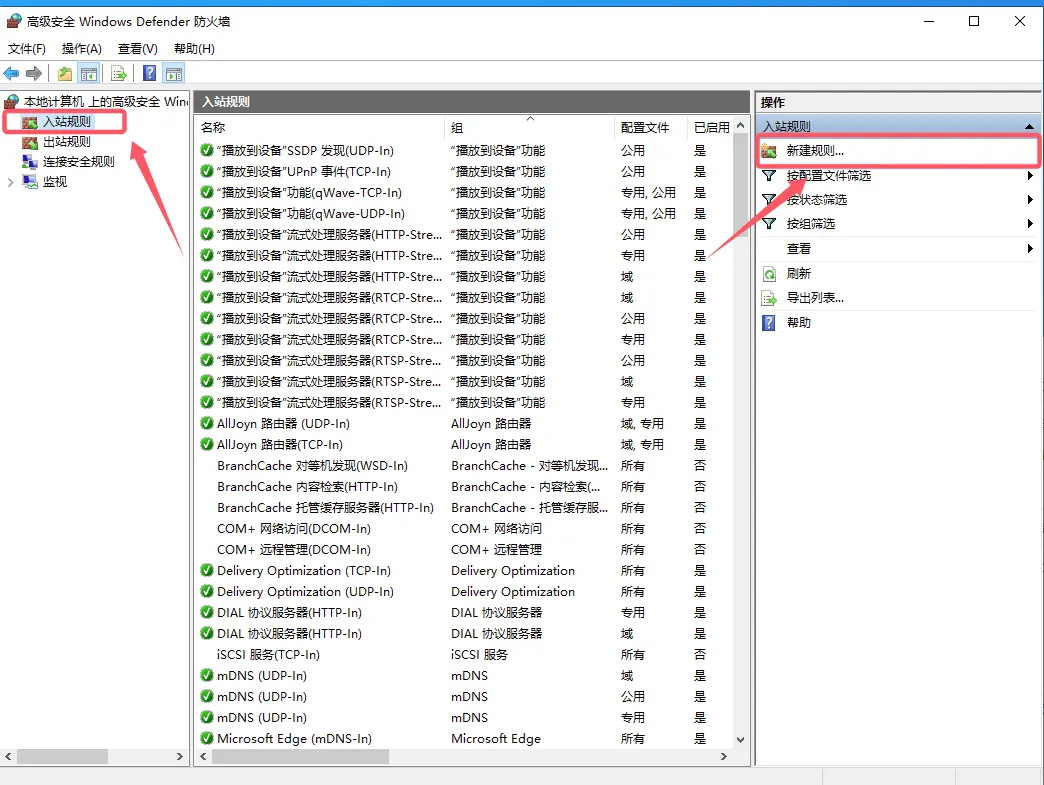 高级安全 Windows Defender 防火墙
文件(F) 操作(A) 查看(V) 帮助(H)
本地计算机 上的高级安全 Win
入站规则
出站规则
连接安全规则
监视
入站规则
名称 组 配置文件 已启用
“播放到设备”SSDP 发现(UDP-In) “播放到设备”功能 公用 是
“播放到设备”UPnP 事件(TCP-In) “播放到设备”功能 公用 是
“播放到设备”功能(qWave-TCP-In) “播放到设备”功能 专用, 公用 是
“播放到设备”功能(qWave-UDP-In) “播放到设备”功能 专用, 公用 是
“播放到设备”流式处理服务器(HTTP-Stre... “播放到设备”功能 公用 是
“播放到设备”流式处理服务器(HTTP-Stre... “播放到设备”功能 专用 是
“播放到设备”流式处理服务器(HTTP-Stre... “播放到设备”功能 域 是
“播放到设备”流式处理服务器(RTCP-Stre... “播放到设备”功能 域 是
“播放到设备”流式处理服务器(RTCP-Stre... “播放到设备”功能 公用 是
“播放到设备”流式处理服务器(RTCP-Stre... “播放到设备”功能 专用 是
“播放到设备”流式处理服务器(RTSP-Stre... “播放到设备”功能 公用 是
“播放到设备”流式处理服务器(RTSP-Stre... “播放到设备”功能 域 是
“播放到设备”流式处理服务器(RTSP-Stre... “播放到设备”功能 专用 是
AllJoyn 路由器 (UDP-In) AllJoyn 路由器 域, 专用 是
AllJoyn 路由器(TCP-In) AllJoyn 路由器 域, 专用 是
BranchCache 对等机发现(WSD-In) BranchCache - 对等机发现... 所有 否
BranchCache 内容检索(HTTP-In) BranchCache - 内容检索(... 所有 否
BranchCache 托管缓存服务器(HTTP-In) BranchCache - 托管缓存服... 所有 否
COM+ 网络访问(DCOM-In) COM+ 网络访问 所有 否
COM+ 远程管理(DCOM-In) COM+ 远程管理 所有 否
Delivery Optimization (TCP-In) Delivery Optimization 所有 是
Delivery Optimization (UDP-In) Delivery Optimization 所有 是
DIAL 协议服务器(HTTP-In) DIAL 协议服务器 专用 是
DIAL 协议服务器(HTTP-In) DIAL 协议服务器 域 是
iSCSI 服务(TCP-In) iSCSI 服务 所有 否
mDNS (UDP-In) mDNS 域 是
mDNS (UDP-In) mDNS 公用 是
mDNS (UDP-In) mDNS 专用 是
Microsoft Edge (mDNS-In) Microsoft Edge 所有 是
操作
入站规则
新建规则...
按配置文件筛选
按状态筛选
按组筛选
查看
刷新
导出列表...
帮助